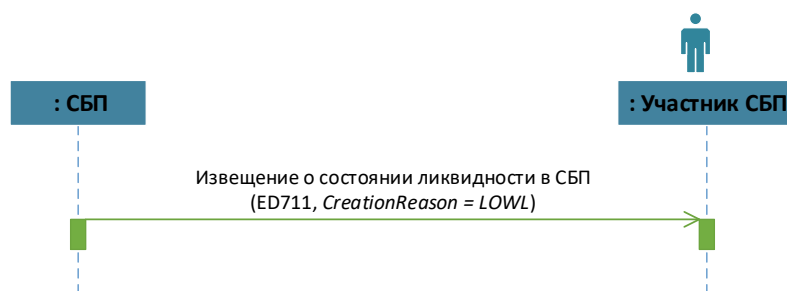 : СБП
: Участник СБП
Извещение о состоянии ликвидности в СБП
(ED711, CreationReason = LOWL)